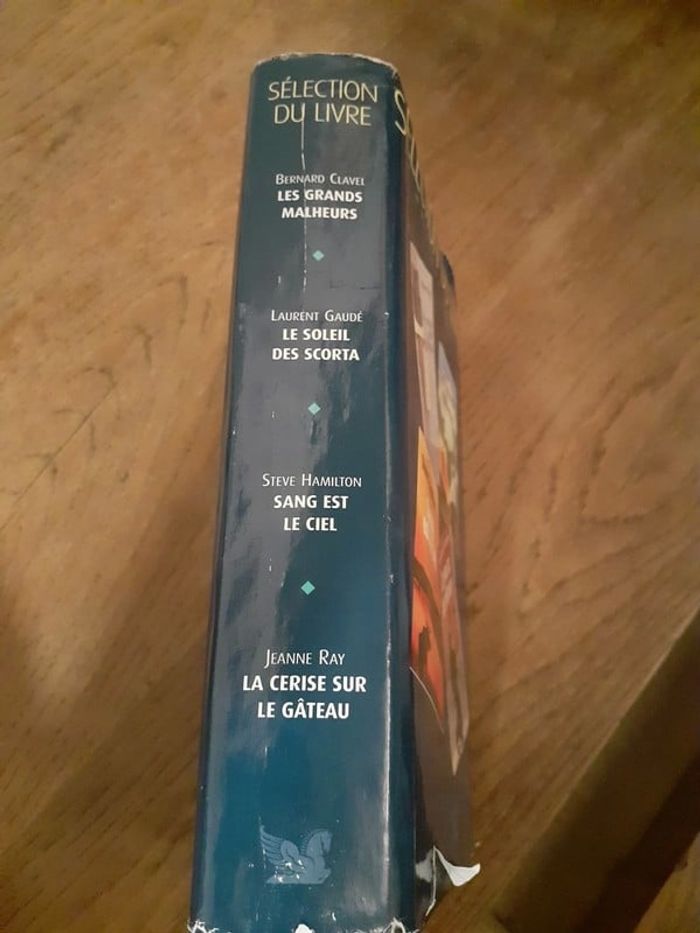 SÉLECTION
DU LIVRE
BERNARD CLAVEL
LES GRANDS
MALHEURS
LAURENT GAUDÉ
LE SOLEIL
DES SCORTA
STEVE HAMILTON
SANG EST
LE CIEL
JEANNE RAY
LA CERISE SUR
LE GÂTEAU